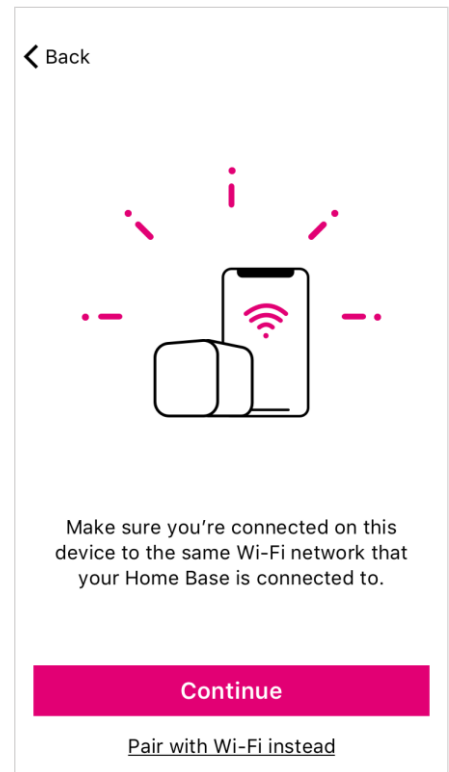 Back
Make sure you’re connected on this
device to the same Wi-Fi network that
your Home Base is connected to.
Continue
Pair with Wi-Fi instead